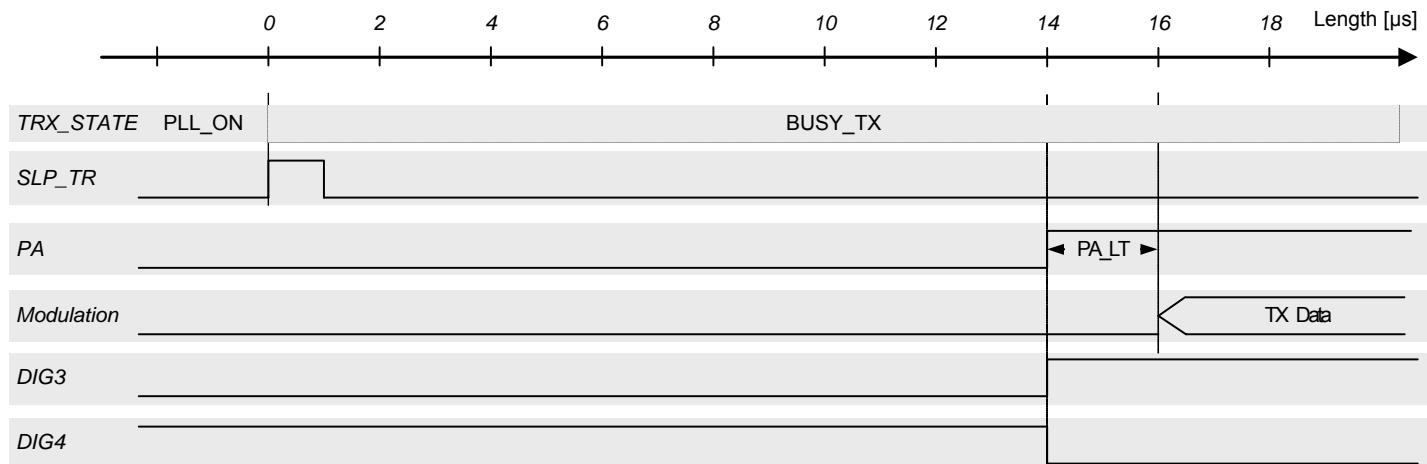 0 2 4 6 8 10 12 14 16 18 Length [µs]
TRX_STATE PLL_ON BUSY_TX
SLP_TR
PA PA_LT
Modulation TX Data
DIG3
DIG4